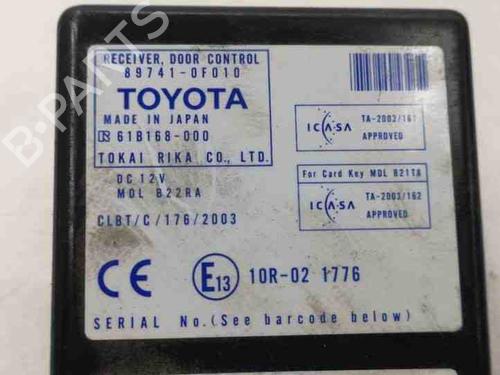 RECEIVER, DOOR CONTROL
89741-0F010
TOYOTA
MADE IN JAPAN
R 61B168-000
TOKAI RIKA CO., LTD.
DC 12V
MDL B22RA
CLBT/C/176/2003
ICASA
TA-2003/161
APPROVED
For Card Key MDL B21TA
ICASA
TA-2003/162
APPROVED
CE E13 10R-02 1776
SERIAL No.(See barcode below)
B-PARTS